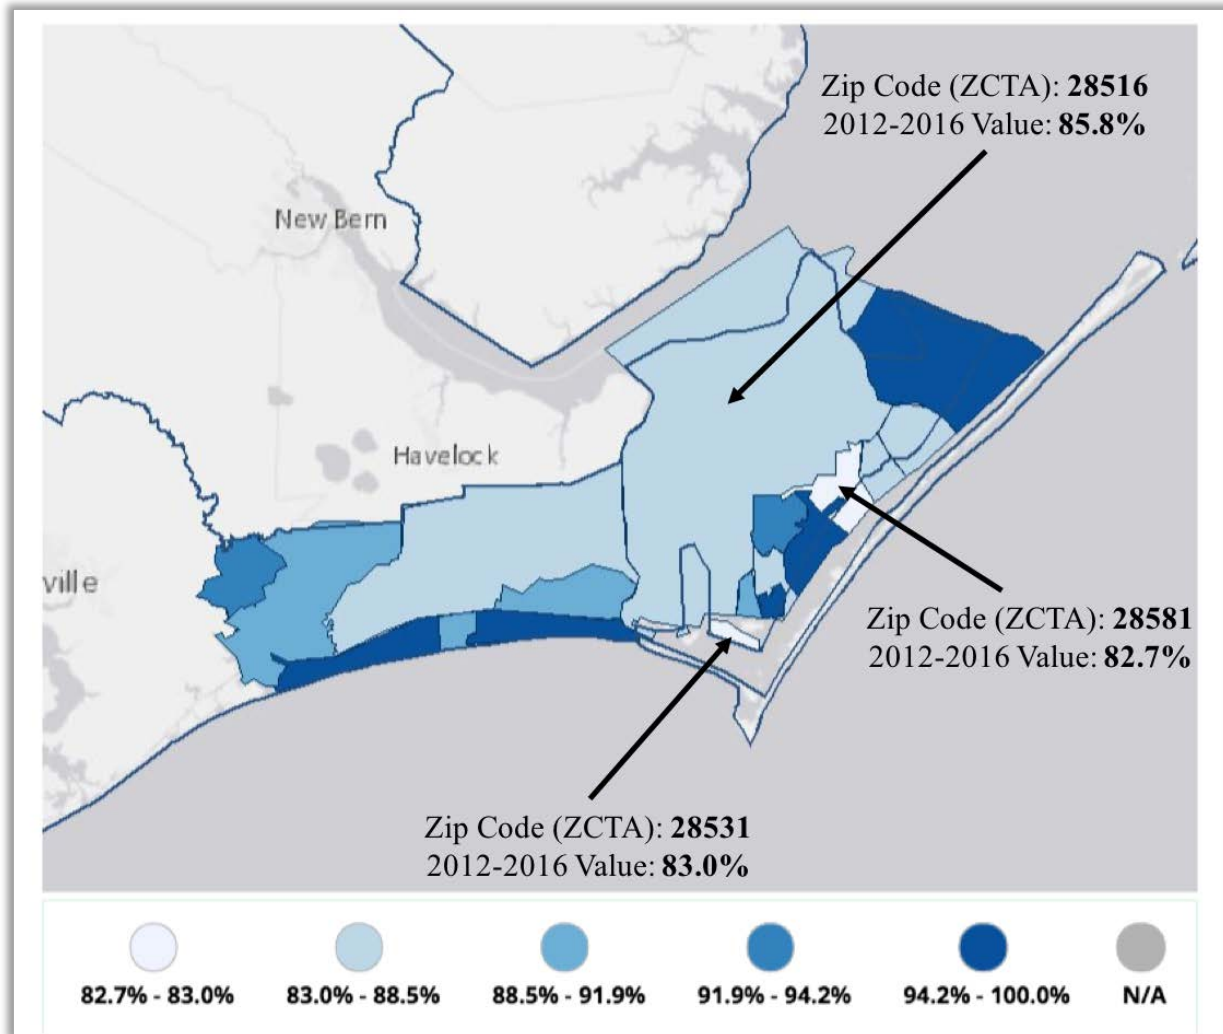 Zip Code (ZCTA): 28516
2012-2016 Value: 85.8%
New Bern
Havelock
ville
Zip Code (ZCTA): 28581
2012-2016 Value: 82.7%
Zip Code (ZCTA): 28531
2012-2016 Value: 83.0%
82.7% - 83.0%
83.0% - 88.5%
88.5% - 91.9%
91.9% - 94.2%
94.2% - 100.0%
N/A